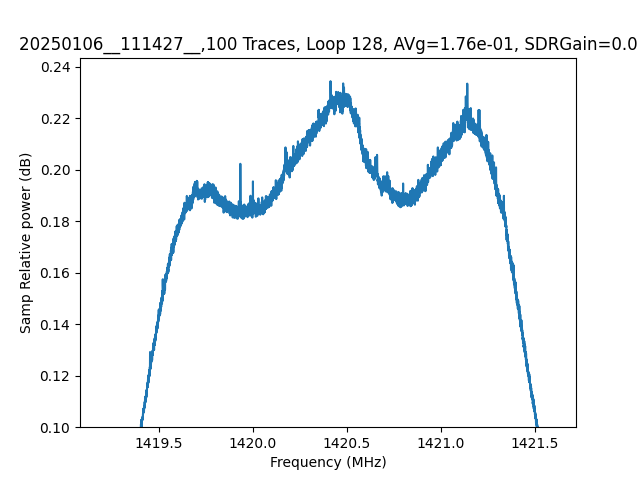 20250106__111427__,100 Traces, Loop 128, AVg=1.76e-01, SDRGain=0.0
0.24
0.22
0.20
0.18
0.16
0.14
0.12
0.10
Samp Relative power (dB)
1419.5 1420.0 1420.5 1421.0 1421.5
Frequency (MHz)